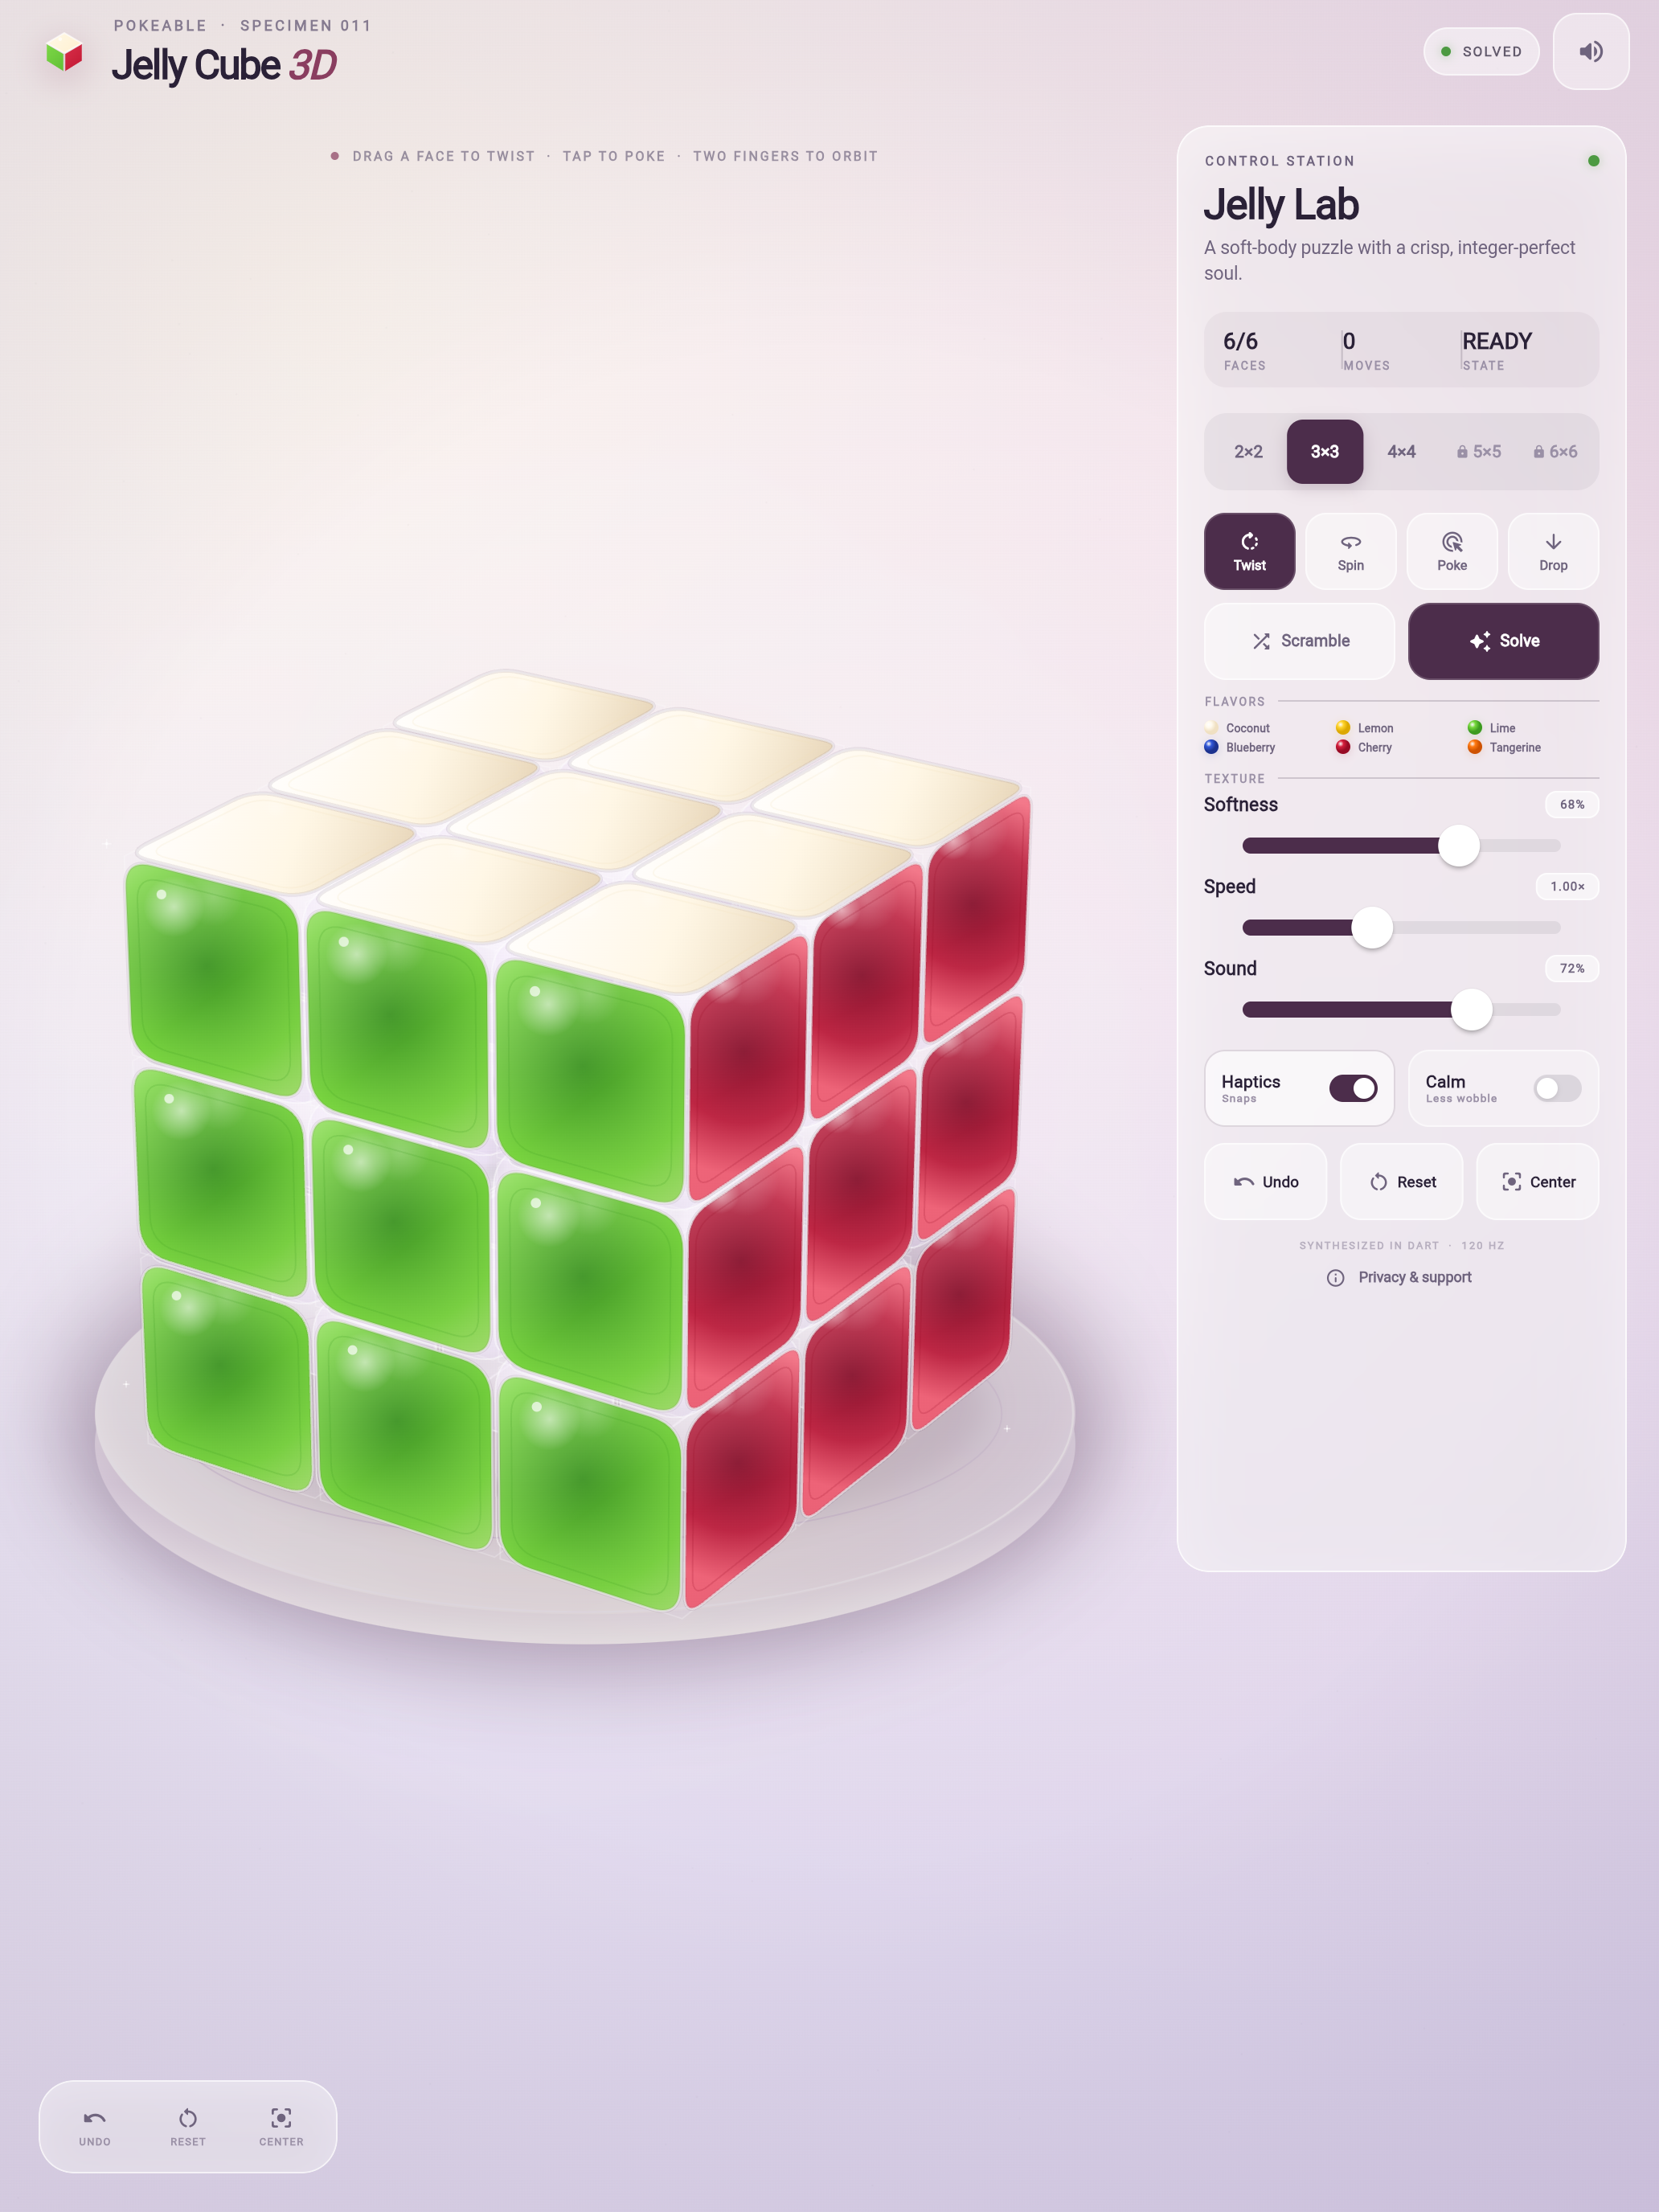 POKEABLE · SPECIMEN 011
Jelly Cube 3D
SOLVED
DRAG A FACE TO TWIST · TAP TO POKE · TWO FINGERS TO ORBIT
CONTROL STATION
Jelly Lab
A soft-body puzzle with a crisp, integer-perfect
soul.
6/6 0 READY
FACES MOVES STATE
2×2 3×3 4×4 5×5 6×6
Twist Spin Poke Drop
Scramble Solve
FLAVORS
Coconut Lemon Lime
Blueberry Cherry Tangerine
TEXTURE
Softness 68%
Speed 1.00×
Sound 72%
Haptics Calm
Snaps Less wobble
Undo Reset Center
SYNTHESIZED IN DART · 120 HZ
Privacy & support
UNDO RESET CENTER